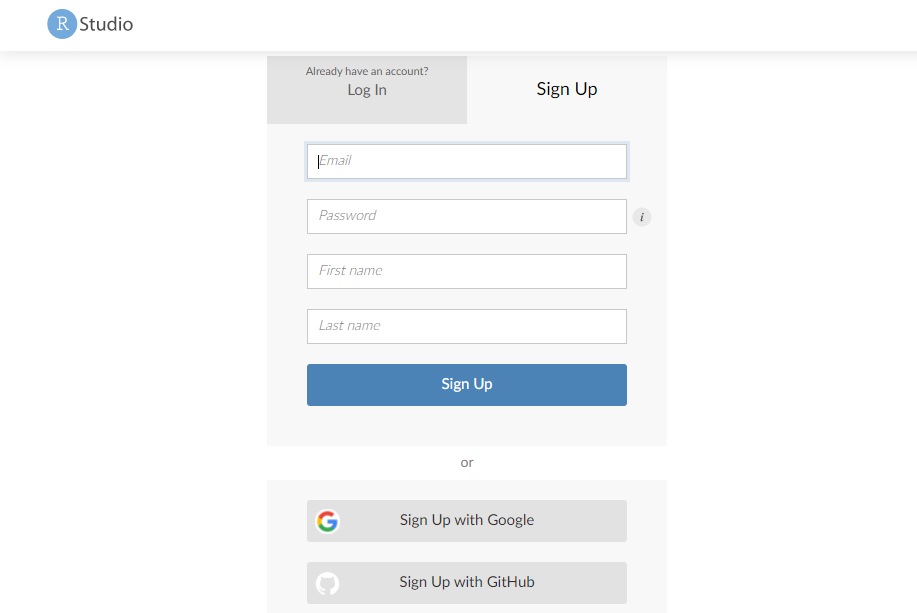 R Studio
Already have an account?
Log In
Sign Up
Email
Password
i
First name
Last name
Sign Up
or
Sign Up with Google
Sign Up with GitHub